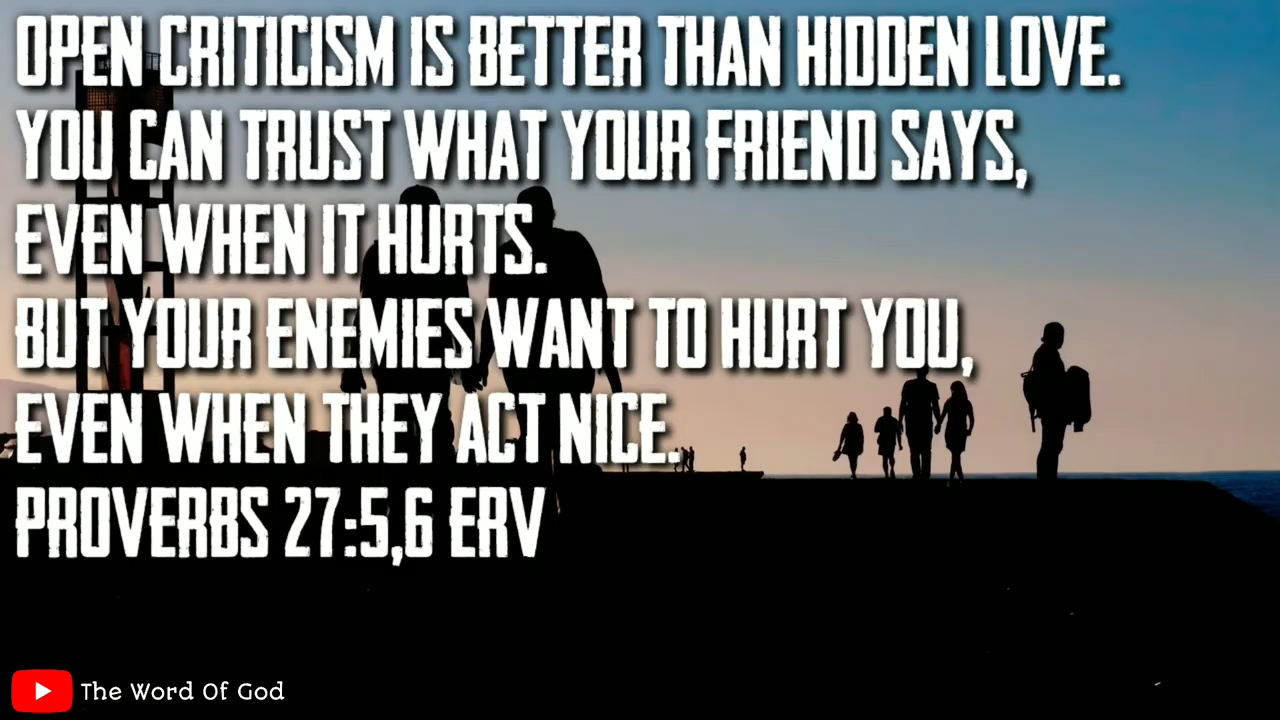 OPEN CRITICISM IS BETTER THAN HIDDEN LOVE.
YOU CAN TRUST WHAT YOUR FRIEND SAYS,
EVEN WHEN IT HURTS.
BUT YOUR ENEMIES WANT TO HURT YOU,
EVEN WHEN THEY ACT NICE.
PROVERBS 27:5,6 ERV
The Word Of God